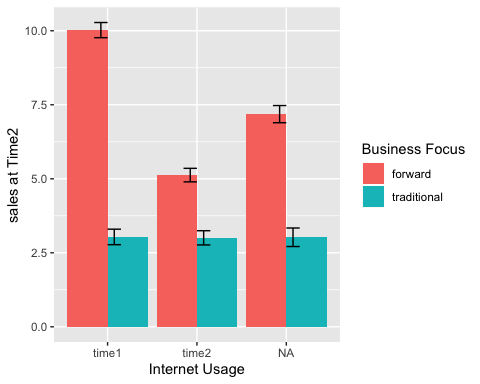 10.0
7.5
5.0
2.5
0.0
sales at Time2
time1
time2
NA
Internet Usage
Business Focus
forward
traditional